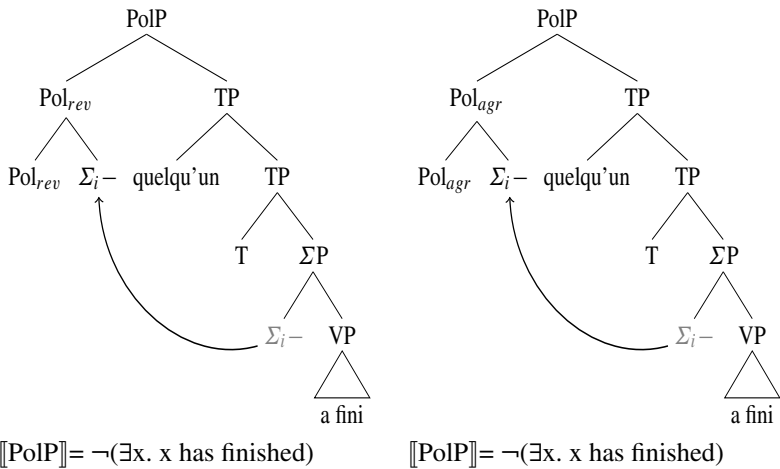 PolP PolP
Pol_rev TP Pol_agr TP
Pol_rev Σ_i− quelqu'un TP Pol_agr Σ_i− quelqu'un TP
T ΣP T ΣP
Σ_i− VP Σ_i− VP
a fini a fini
⟦PolP⟧= ¬(∃x. x has finished) ⟦PolP⟧= ¬(∃x. x has finished)